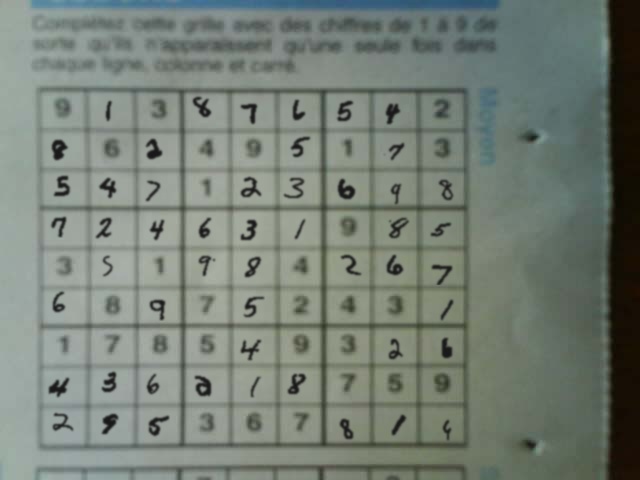 Complétez cette grille avec des chiffres de 1 à 9 de
sorte qu'ils n'apparaissent qu'une seule fois dans
chaque ligne, colonne et carré.
Moyen
9 1 3 8 7 6 5 4 2
8 6 2 4 9 5 1 7 3
5 4 7 1 2 3 6 9 8
7 2 4 6 3 1 9 8 5
3 5 1 9 8 4 2 6 7
6 8 9 7 5 2 4 3 1
1 7 8 5 4 9 3 2 6
4 3 6 2 1 8 7 5 9
2 9 5 3 6 7 8 1 4